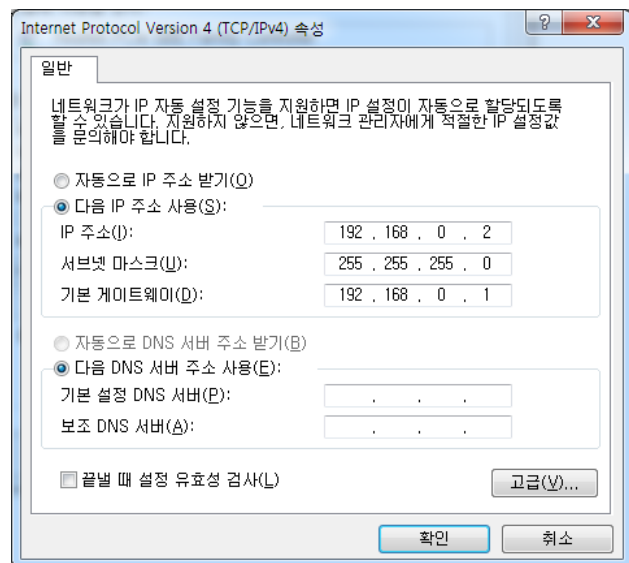 Internet Protocol Version 4 (TCP/IPv4) 속성
일반
네트워크가 IP 자동 설정 기능을 지원하면 IP 설정이 자동으로 할당되도록
할 수 있습니다. 지원하지 않으면, 네트워크 관리자에게 적절한 IP 설정값
을 문의해야 합니다.
자동으로 IP 주소 받기(O)
다음 IP 주소 사용(S):
IP 주소(I): 192 . 168 . 0 . 2
서브넷 마스크(U): 255 . 255 . 255 . 0
기본 게이트웨이(D): 192 . 168 . 0 . 1
자동으로 DNS 서버 주소 받기(B)
다음 DNS 서버 주소 사용(E):
기본 설정 DNS 서버(P): . . .
보조 DNS 서버(A): . . .
끝낼 때 설정 유효성 검사(L)
고급(V)...
확인 취소